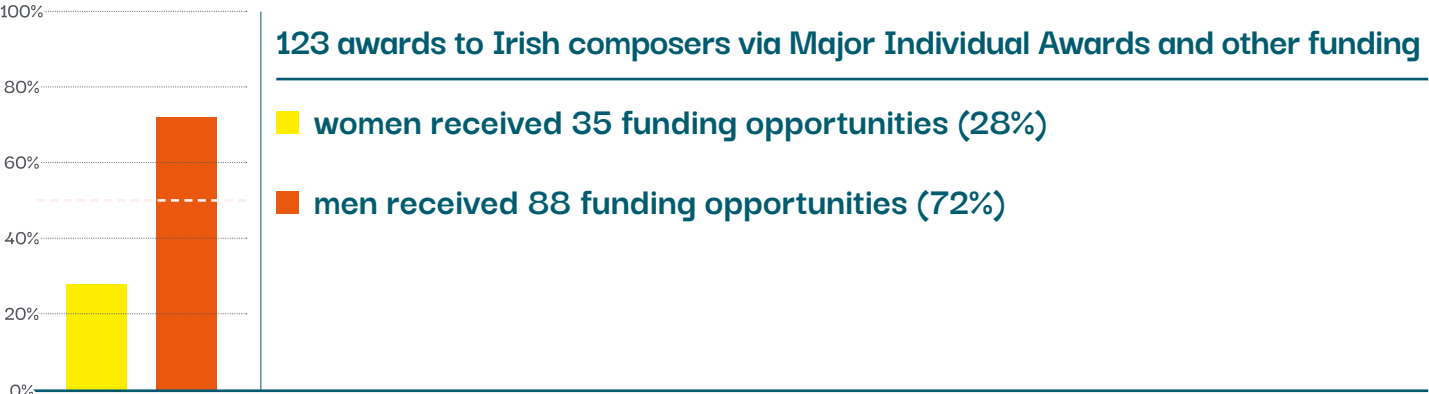 100%
80%
60%
40%
20%
0%
123 awards to Irish composers via Major Individual Awards and other funding
women received 35 funding opportunities (28%)
men received 88 funding opportunities (72%)